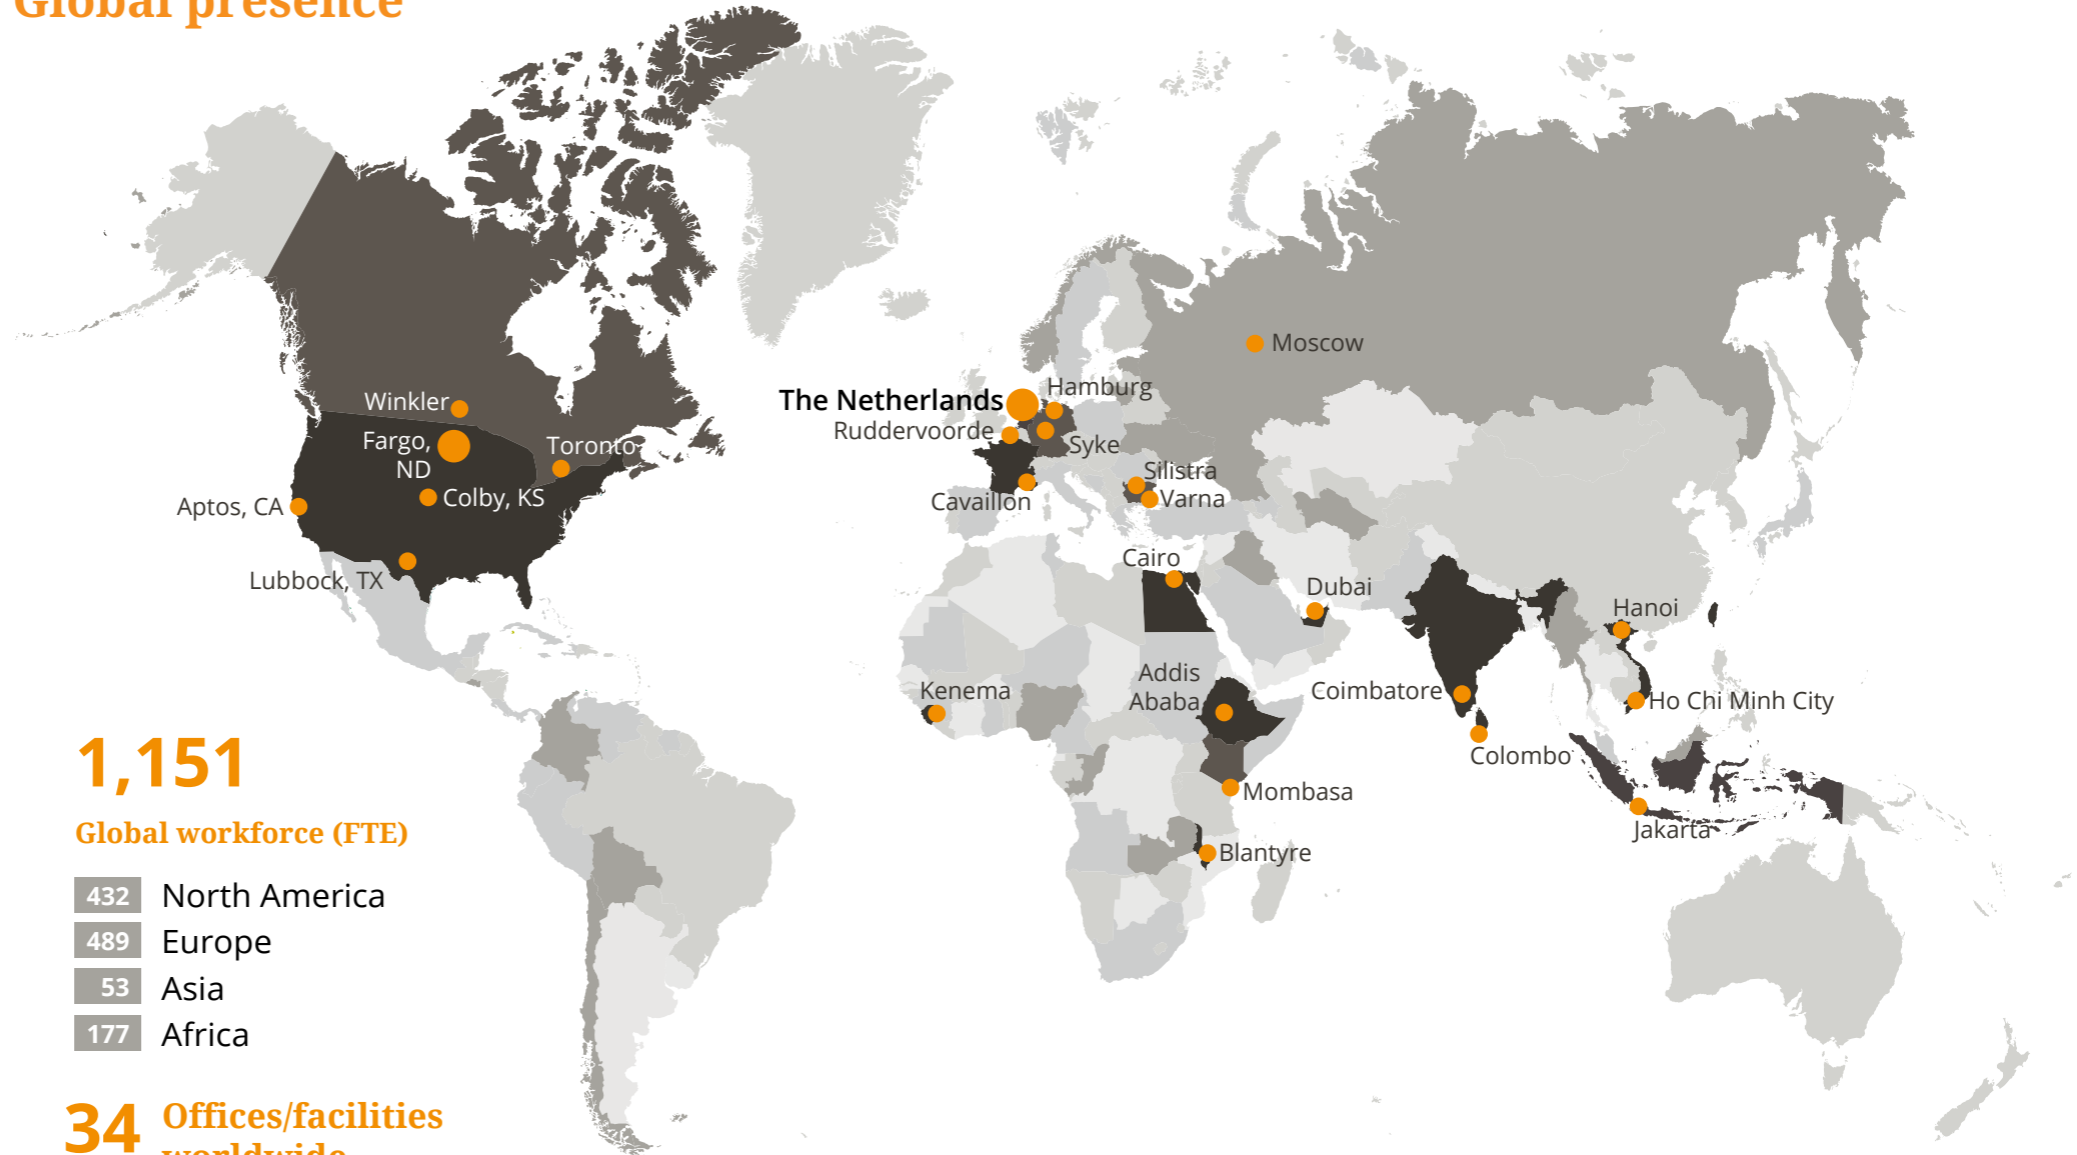 Global presence
Winkler
Fargo,
ND
Toronto
Colby, KS
Aptos, CA
Lubbock, TX
The Netherlands
Hamburg
Ruddervoorde
Syke
Silistra
Varna
Cavaillon
Moscow
Cairo
Dubai
Hanoi
Addis
Ababa
Kenema
Coimbatore
Ho Chi Minh City
Colombo
Mombasa
Jakarta
Blantyre
1,151
Global workforce (FTE)
432 North America
489 Europe
53 Asia
177 Africa
34 Offices/facilities
worldwide